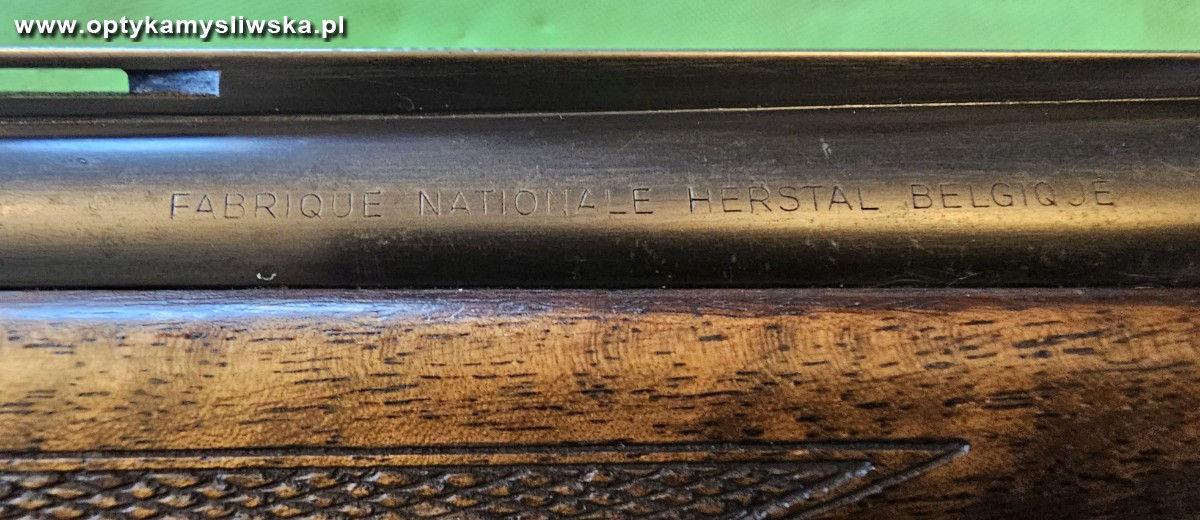 www.optykamysliwska.pl
FABRIQUE NATIONALE HERSTAL BELGIQUE